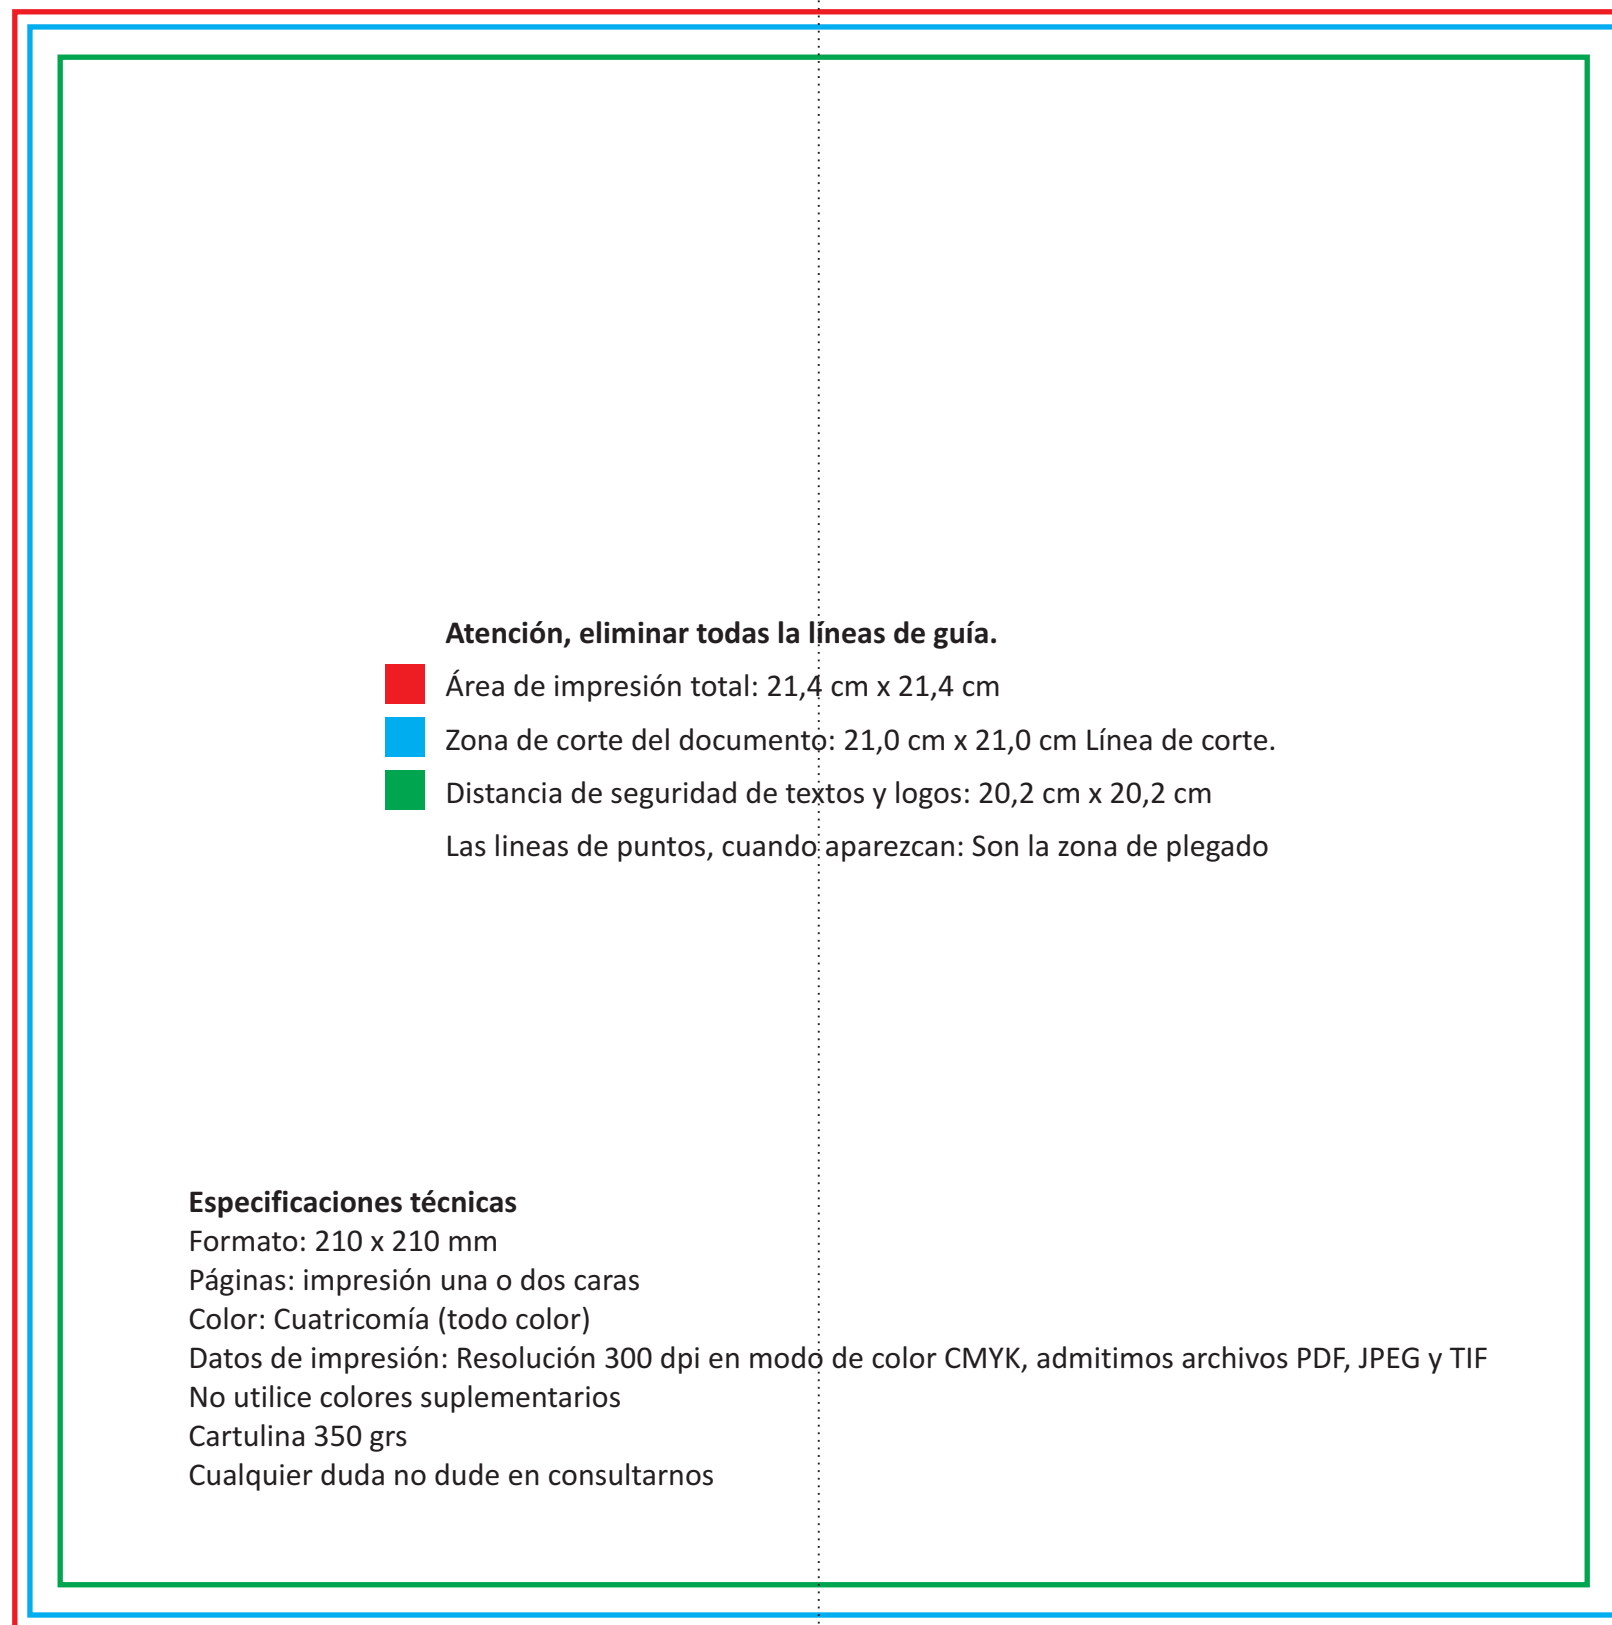 Atención, eliminar todas la líneas de guía.
Área de impresión total: 21,4 cm x 21,4 cm
Zona de corte del documento: 21,0 cm x 21,0 cm Línea de corte.
Distancia de seguridad de textos y logos: 20,2 cm x 20,2 cm
Las lineas de puntos, cuando aparezcan: Son la zona de plegado
Especificaciones técnicas
Formato: 210 x 210 mm
Páginas: impresión una o dos caras
Color: Cuatricomía (todo color)
Datos de impresión: Resolución 300 dpi en modo de color CMYK, admitimos archivos PDF, JPEG y TIF
No utilice colores suplementarios
Cartulina 350 grs
Cualquier duda no dude en consultarnos